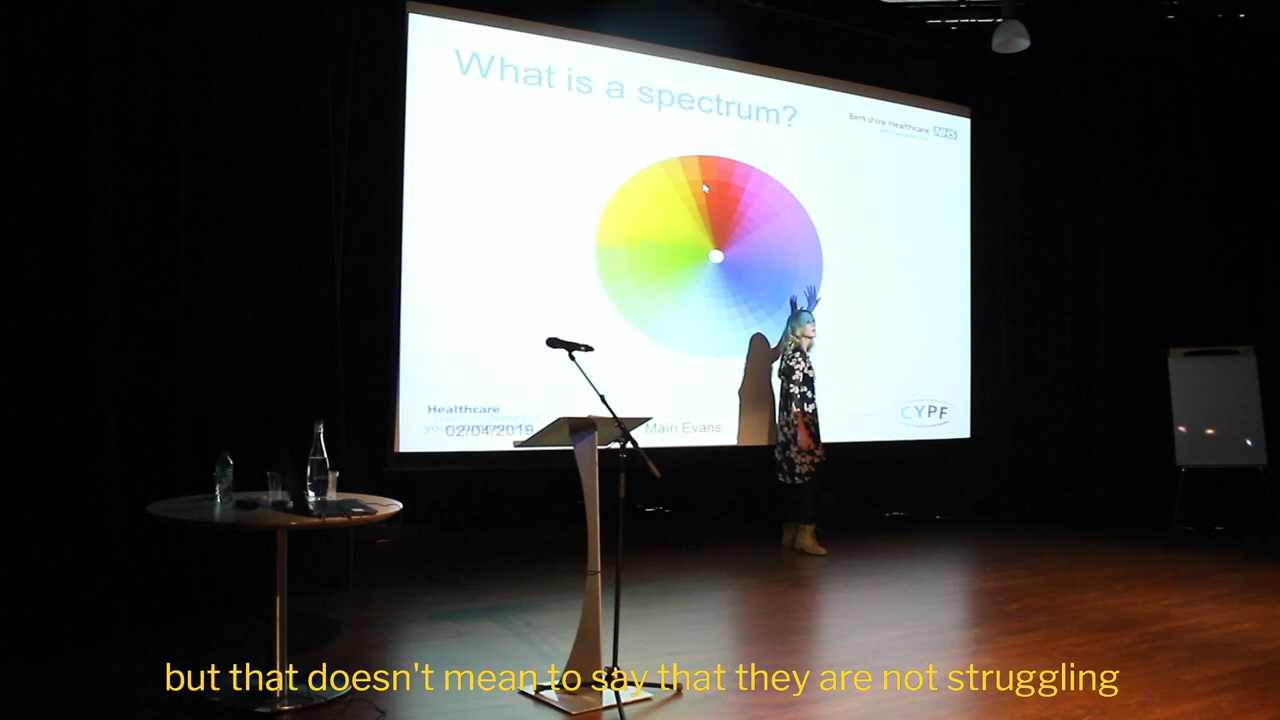 What is a spectrum?
Berkshire Healthcare NHS
Healthcare
02/04/2019
Mairi Evans
CYPF
but that doesn't mean to say that they are not struggling